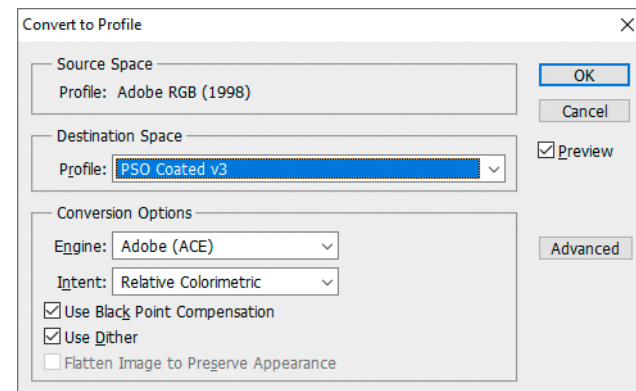 Convert to Profile
Source Space
Profile: Adobe RGB (1998)
OK
Cancel
Destination Space
Preview
Profile: PSO Coated v3
Conversion Options
Engine: Adobe (ACE)
Advanced
Intent: Relative Colorimetric
Use Black Point Compensation
Use Dither
Flatten Image to Preserve Appearance